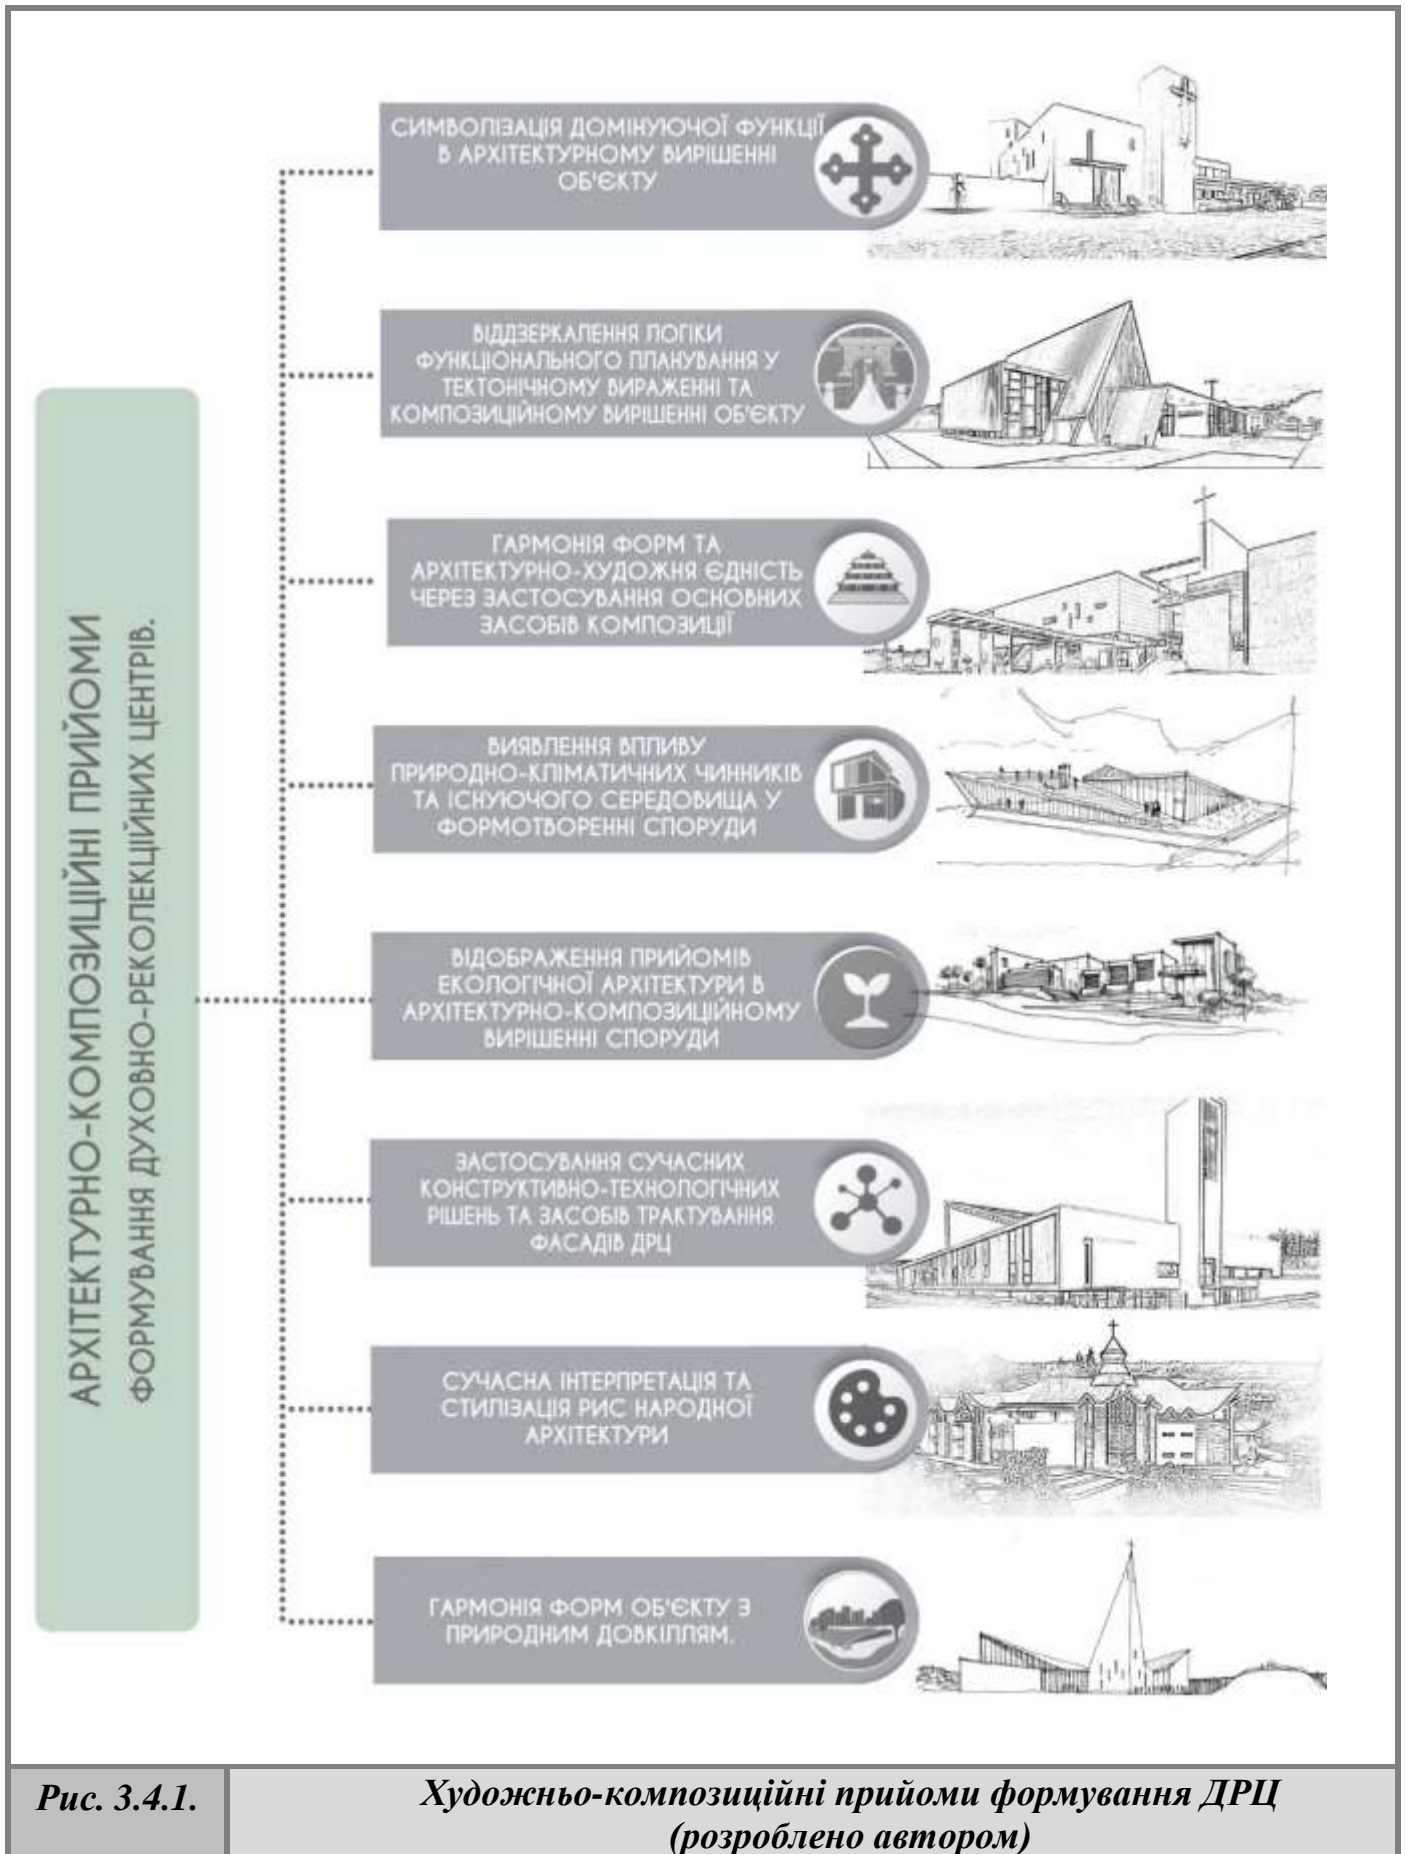 АРХІТЕКТУРНО-КОМПОЗИЦІЙНІ ПРИЙОМИ
ФОРМУВАННЯ ДУХОВНО-РЕКОЛЕКЦІЙНИХ ЦЕНТРІВ.
СИМВОЛІЗАЦІЯ ДОМІНУЮЧОЇ ФУНКЦІЇ
В АРХІТЕКТУРНОМУ ВИРІШЕННІ
ОБ'ЄКТУ
ВІДДЗЕРКАЛЕННЯ ЛОГІКИ
ФУНКЦІОНАЛЬНОГО ПЛАНУВАННЯ У
ТЕКТОНІЧНОМУ ВИРАЖЕННІ ТА
КОМПОЗИЦІЙНОМУ ВИРІШЕННІ ОБ'ЄКТУ
ГАРМОНІЯ ФОРМ ТА
АРХІТЕКТУРНО-ХУДОЖНЯ ЄДНІСТЬ
ЧЕРЕЗ ЗАСТОСУВАННЯ ОСНОВНИХ
ЗАСОБІВ КОМПОЗИЦІЇ
ВИЯВЛЕННЯ ВПЛИВУ
ПРИРОДНО-КЛІМАТИЧНИХ ЧИННИКІВ
ТА ІСНУЮЧОГО СЕРЕДОВИЩА У
ФОРМОТВОРЕННІ СПОРУДИ
ВІДОБРАЖЕННЯ ПРИЙОМІВ
ЕКОЛОГІЧНОЇ АРХІТЕКТУРИ В
АРХІТЕКТУРНО-КОМПОЗИЦІЙНОМУ
ВИРІШЕННІ СПОРУДИ
ЗАСТОСУВАННЯ СУЧАСНИХ
КОНСТРУКТИВНО-ТЕХНОЛОГІЧНИХ
РІШЕНЬ ТА ЗАСОБІВ ТРАКТУВАННЯ
ФАСАДІВ ДРЦ
СУЧАСНА ІНТЕРПРЕТАЦІЯ ТА
СТИЛІЗАЦІЯ РИС НАРОДНОЇ
АРХІТЕКТУРИ
ГАРМОНІЯ ФОРМ ОБ'ЄКТУ З
ПРИРОДНИМ ДОВКІЛЛЯМ.
Рис. 3.4.1.
Художньо-композиційні прийоми формування ДРЦ
(розроблено автором)